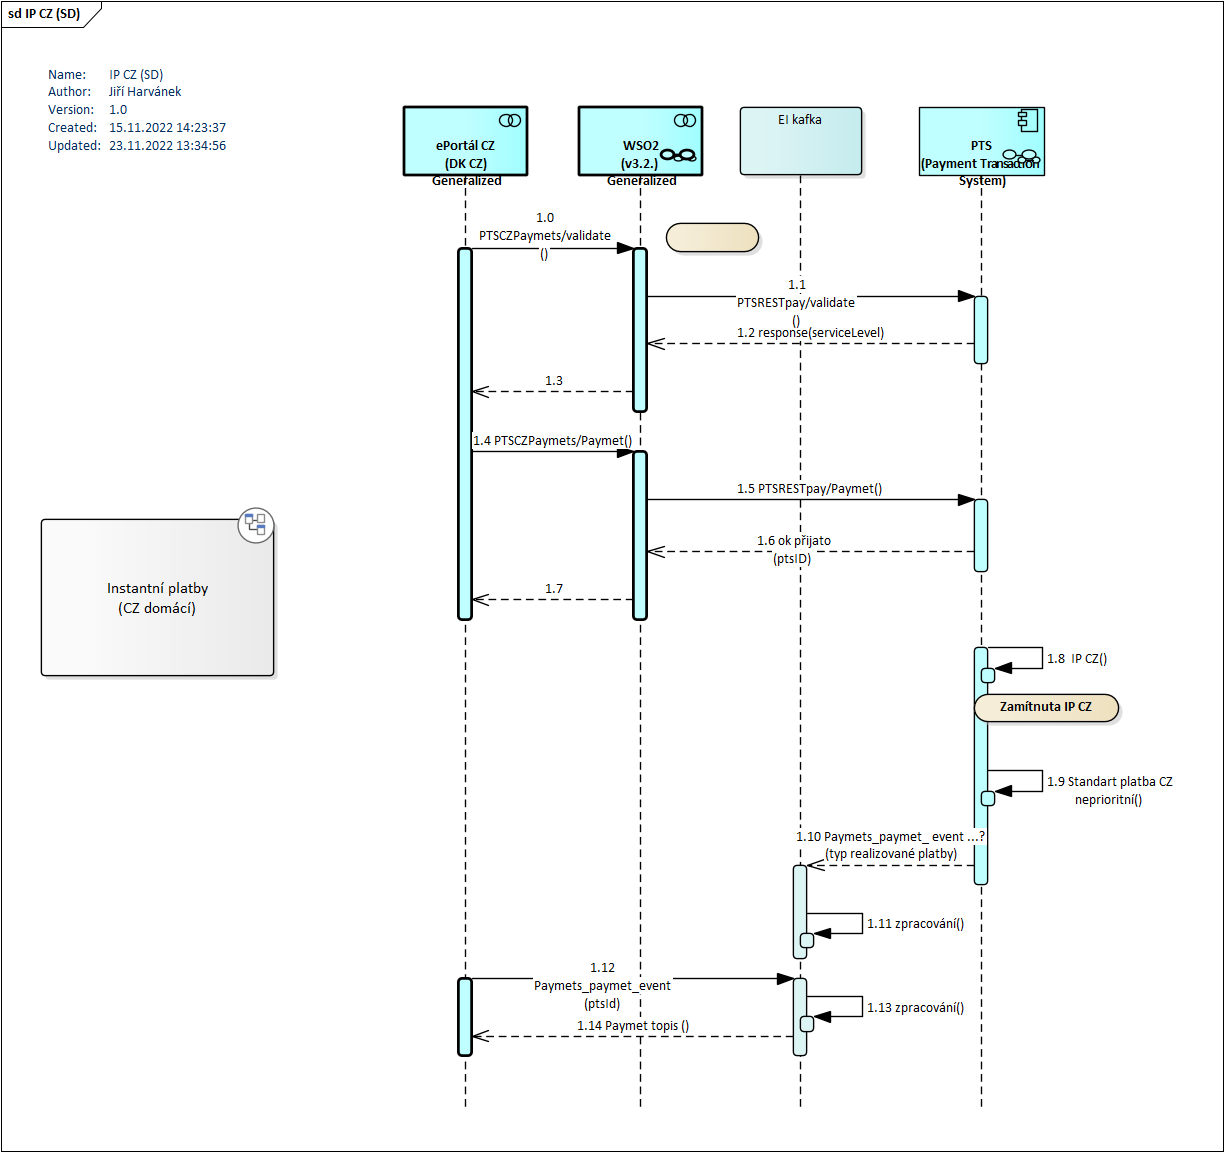 sd IP CZ (SD)
Name: IP CZ (SD)
Author: Jiří Harvánek
Version: 1.0
Created: 15.11.2022 14:23:37
Updated: 23.11.2022 13:34:56
ePortál CZ
(DK CZ)
Generalized
WSO2
(v3.2.)
Generalized
EI kafka
PTS
(Payment Transaction
System)
1.0
PTSCZPaymets/validate
()
1.1
PTSRESTpay/validate
()
1.2 response(serviceLevel)
1.3
1.4 PTSCZPaymets/Paymet()
1.5 PTSRESTpay/Paymet()
1.6 ok přijato
(ptsID)
1.7
Instantní platby
(CZ domácí)
1.8 IP CZ()
Zamítnuta IP CZ
1.9 Standart platba CZ
neprioritní()
1.10 Paymets_paymet_ event ...?
(typ realizované platby)
1.11 zpracování()
1.12
Paymets_paymet_event
(ptsId)
1.13 zpracování()
1.14 Paymet topis ()